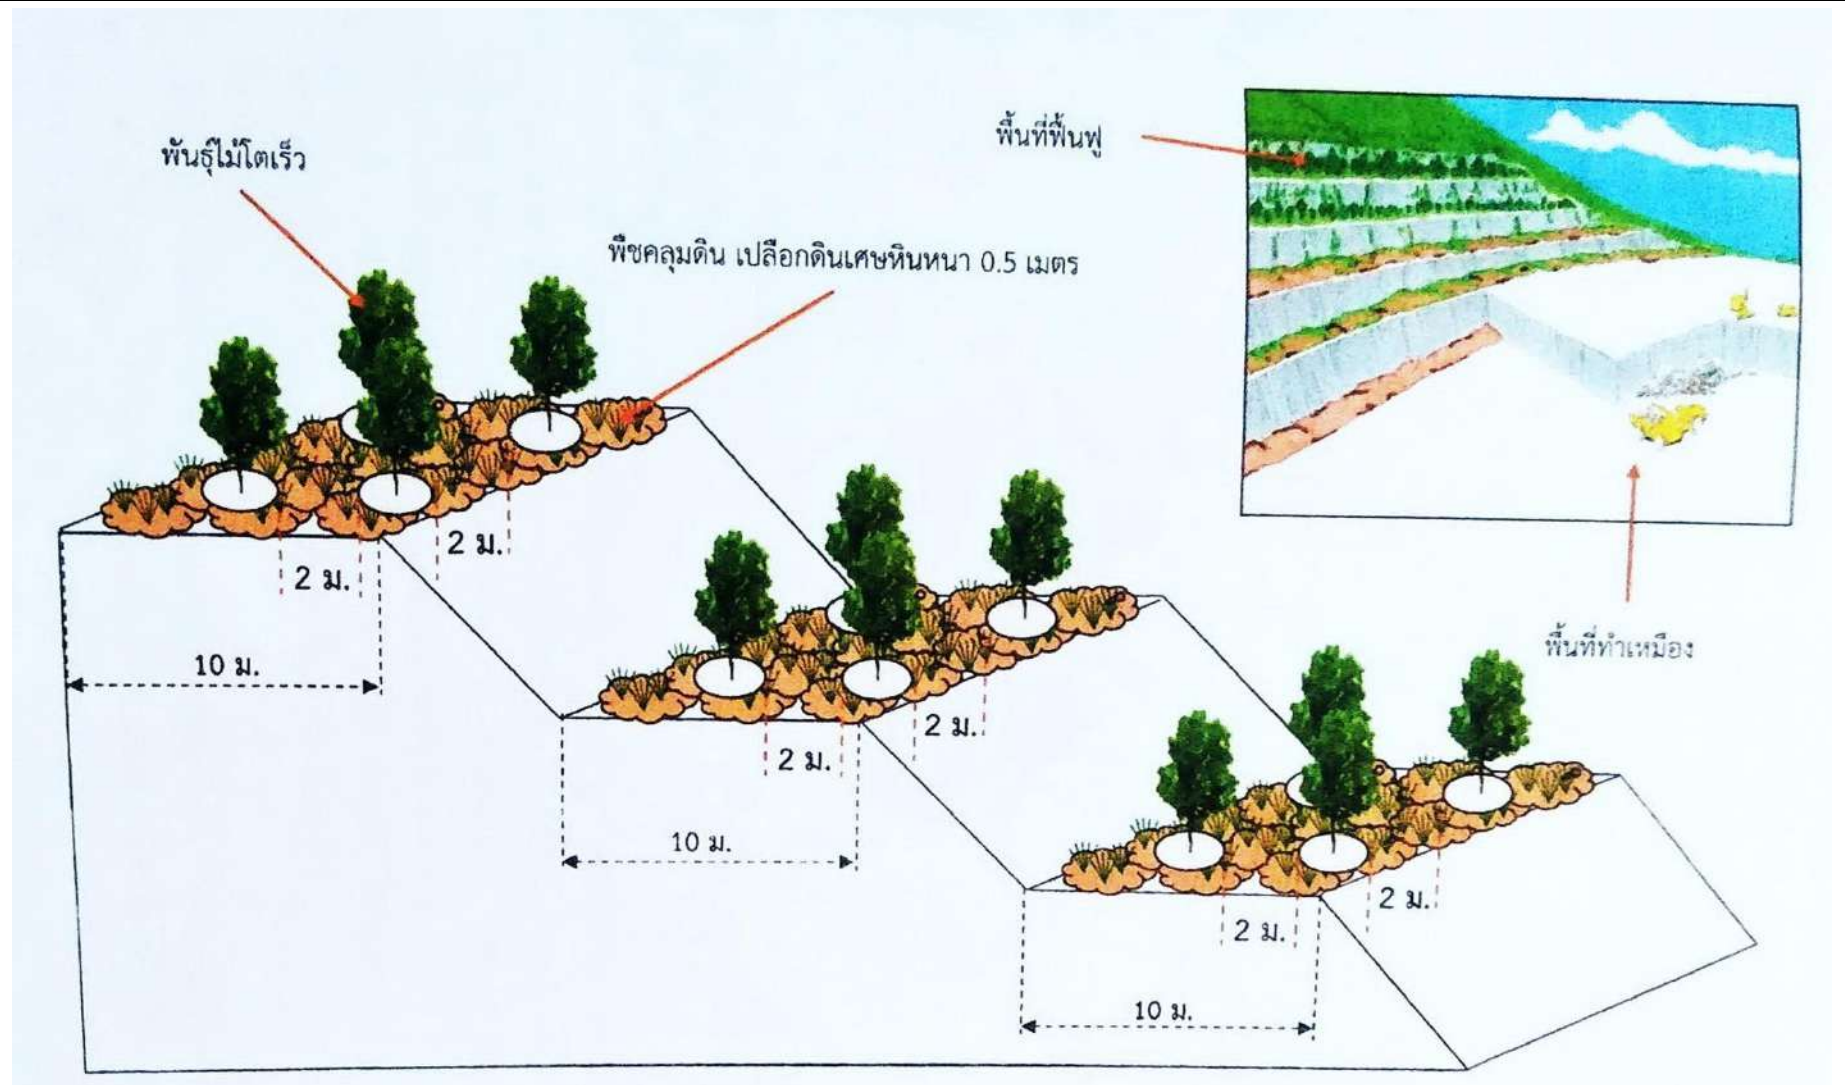 พันธุ์ไม้โตเร็ว
พืชคลุมดิน เปลือกดินเศษหินหนา 0.5 เมตร
พื้นที่ฟื้นฟู
พื้นที่ทำเหมือง
2 ม.
2 ม.
10 ม.
2 ม.
2 ม.
10 ม.
2 ม.
2 ม.
10 ม.